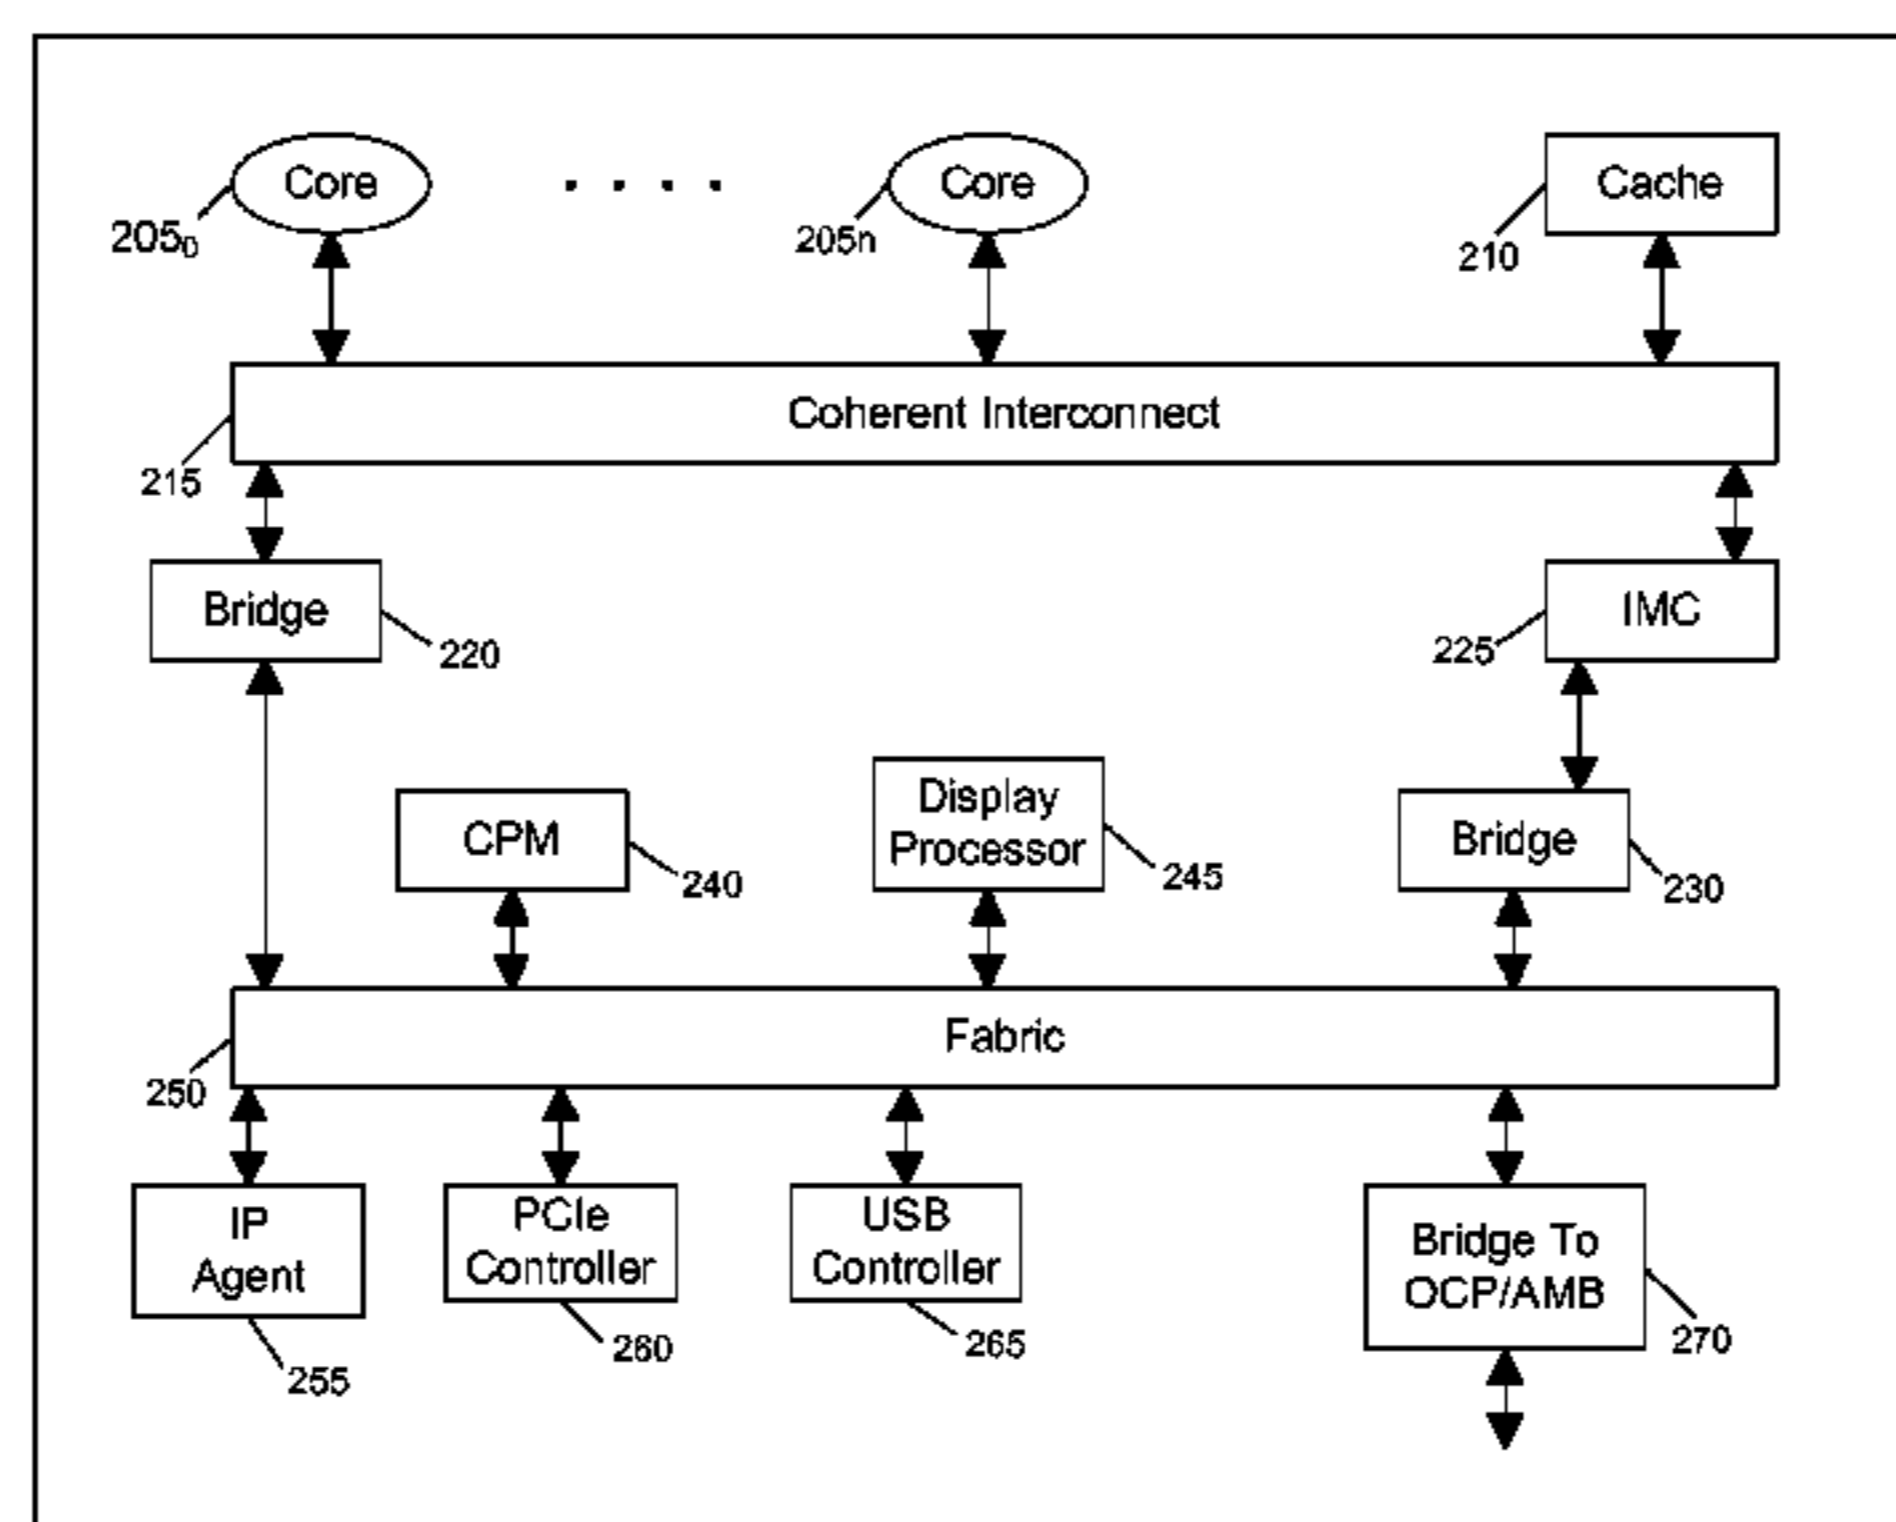 Core
. . . .
Core
Cache
205₀
205n
210
Coherent Interconnect
215
Bridge
220
IMC
225
CPM
240
Display
Processor
245
Bridge
230
Fabric
250
IP
Agent
255
PCIe
Controller
260
USB
Controller
265
Bridge To
OCP/AMB
270